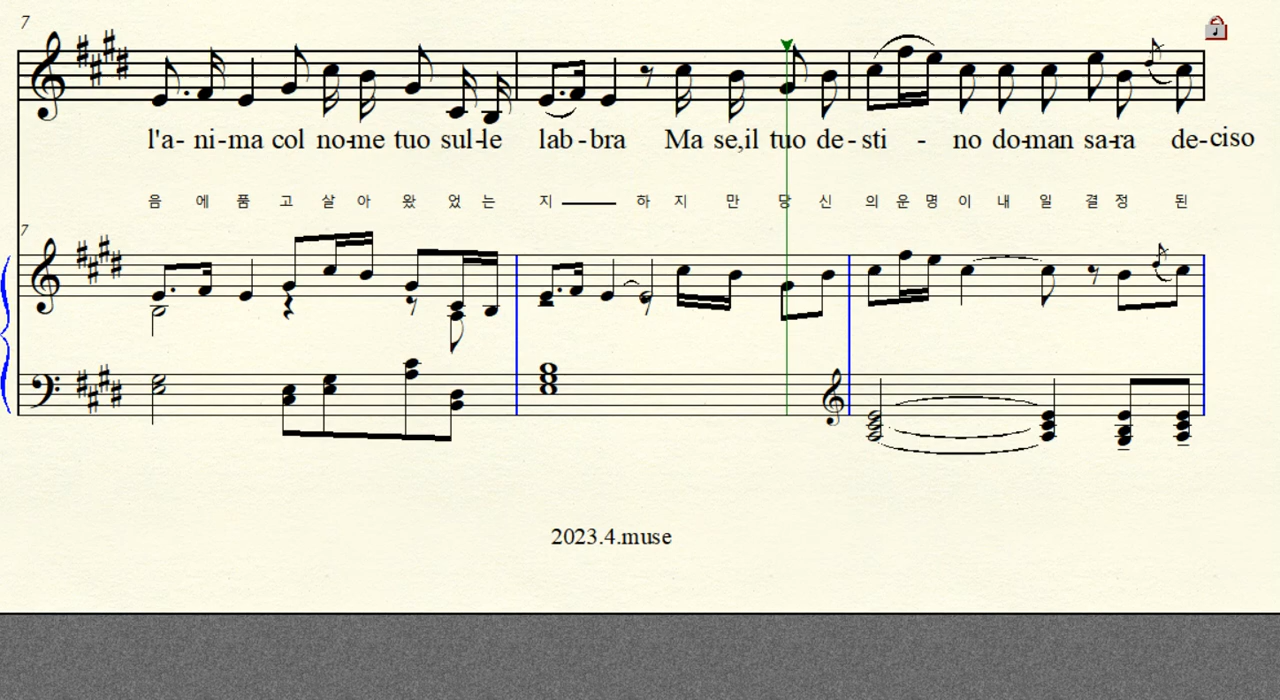 7
l'a- ni-ma col no-me tuo sul-le lab-bra Ma se,il tuo de-sti - no do-man sa-ra de-ciso
음 에 품 고 살 아 왔 었 는 지 하 지 만 당 신 의 운 명 이 내 일 결 정 된
7
2023.4.muse